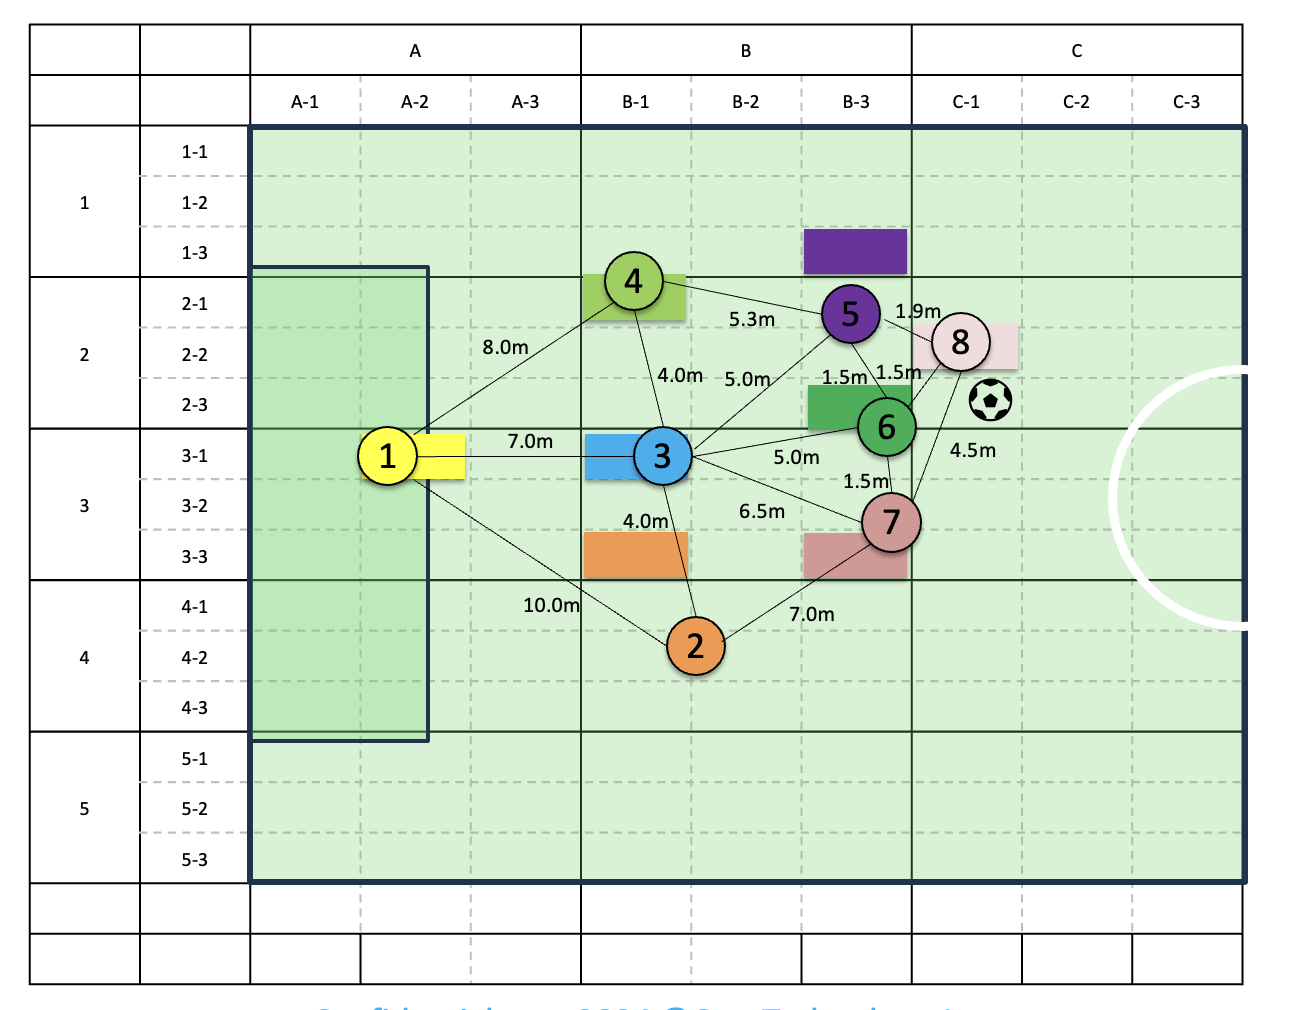 A B C
A-1 A-2 A-3 B-1 B-2 B-3 C-1 C-2 C-3
1-1
1 1-2
1-3
4
2-1 5 1.9m
5.3m
8.0m 8
2 2-2
4.0m 5.0m 1.5m 1.5m
2-3
6
7.0m 4.5m
3-1 1 3 5.0m
1.5m
3 3-2 4.0m 6.5m 7
3-3
4-1 10.0m 7.0m
4 4-2 2
4-3
5-1
5 5-2
5-3